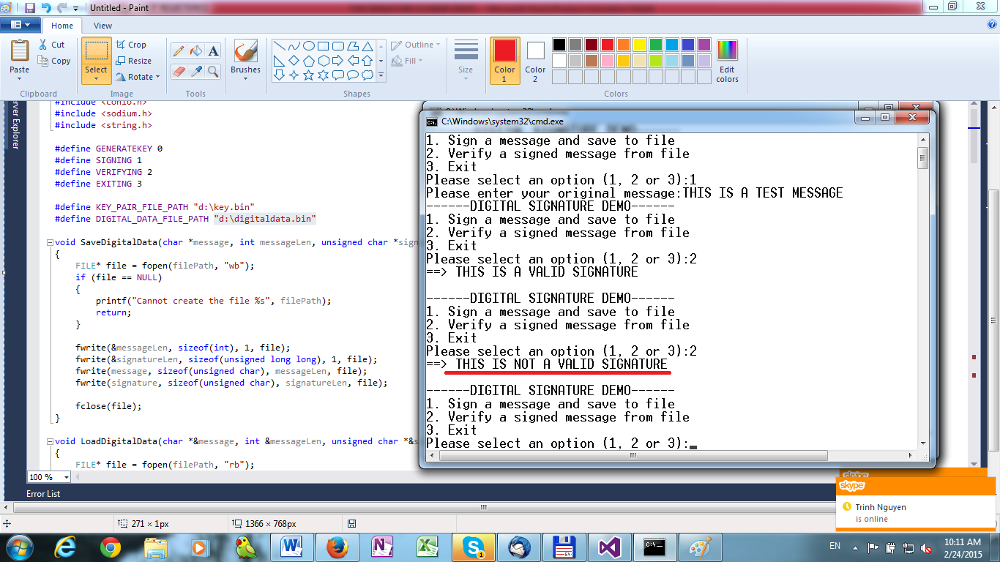 Untitled - Paint
Home View
Paste
Cut
Copy
Clipboard
Select
Crop
Resize
Rotate
Image
Tools
Brushes
Shapes
Outline
Fill
Size
Color 1
Color 2
Edit colors
Colors
#include <conio.h>
#include <sodium.h>
#include <string.h>
#define GENERATEKEY 0
#define SIGNING 1
#define VERIFYING 2
#define EXITING 3
#define KEY_PAIR_FILE_PATH "d:\key.bin"
#define DIGITAL_DATA_FILE_PATH "d:\digitaldata.bin"
void SaveDigitalData(char *message, int messageLen, unsigned char *sign
{
FILE* file = fopen(filePath, "wb");
if (file == NULL)
{
printf("Cannot create the file %s", filePath);
return;
}
fwrite(&messageLen, sizeof(int), 1, file);
fwrite(&signatureLen, sizeof(unsigned long long), 1, file);
fwrite(message, sizeof(unsigned char), messageLen, file);
fwrite(signature, sizeof(unsigned char), signatureLen, file);
fclose(file);
}
void LoadDigitalData(char *&message, int &messageLen, unsigned char *&s
{
FILE* file = fopen(filePath, "rb");
100 %
Error List
C:\Windows\system32\cmd.exe
1. Sign a message and save to file
2. Verify a signed message from file
3. Exit
Please select an option (1, 2 or 3):1
Please enter your original message:THIS IS A TEST MESSAGE
------DIGITAL SIGNATURE DEMO------
1. Sign a message and save to file
2. Verify a signed message from file
3. Exit
Please select an option (1, 2 or 3):2
==> THIS IS A VALID SIGNATURE
------DIGITAL SIGNATURE DEMO------
1. Sign a message and save to file
2. Verify a signed message from file
3. Exit
Please select an option (1, 2 or 3):2
==> THIS IS NOT A VALID SIGNATURE
------DIGITAL SIGNATURE DEMO------
1. Sign a message and save to file
2. Verify a signed message from file
3. Exit
Please select an option (1, 2 or 3):
skype
Trinh Nguyen
is online
271 × 1px
1366 × 768px
EN
10:11 AM
2/24/2015